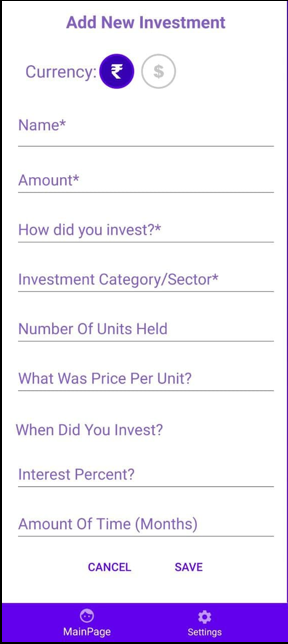 Add New Investment
Currency: ₹ $
Name*
Amount*
How did you invest?*
Investment Category/Sector*
Number Of Units Held
What Was Price Per Unit?
When Did You Invest?
Interest Percent?
Amount Of Time (Months)
CANCEL SAVE
MainPage Settings